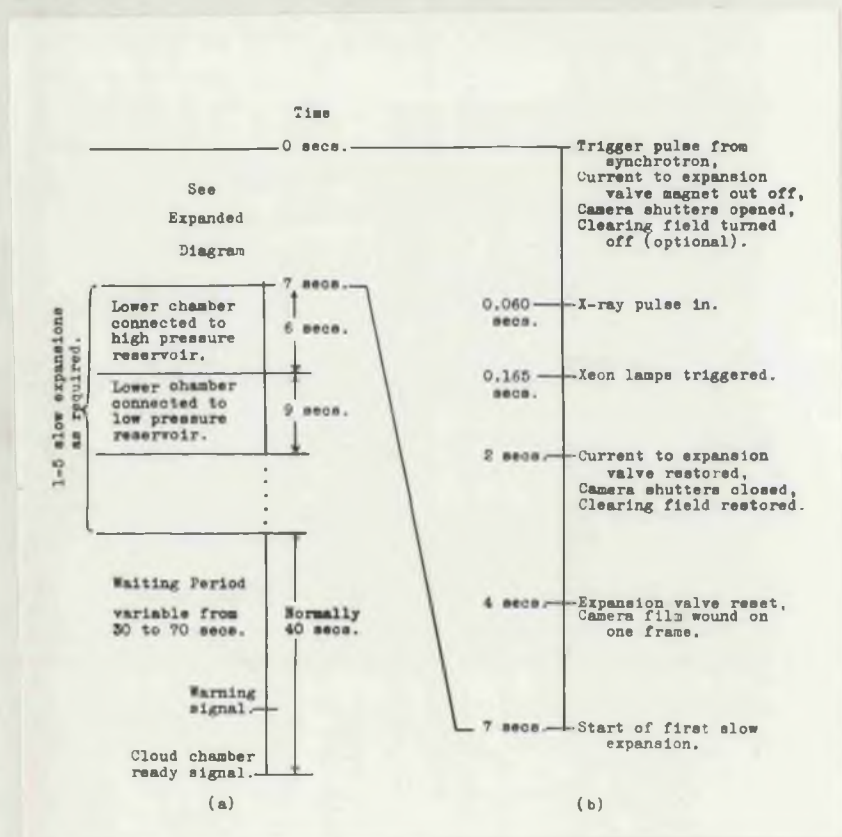 Time
0 secs.
See
Expanded
Diagram
7 secs.
Lower chamber
connected to
high pressure
reservoir.
6 secs.
Lower chamber
connected to
low pressure
reservoir.
9 secs.
1-5 slow expansions
as required.
Waiting Period
variable from
30 to 70 secs.
Normally
40 secs.
Warning
signal.
Cloud chamber
ready signal.
(a)
Trigger pulse from
synchrotron,
Current to expansion
valve magnet out off,
Camera shutters opened,
Clearing field turned
off (optional).
0.060
secs.
X-ray pulse in.
0.165
secs.
Xeon lamps triggered.
2 secs.
Current to expansion
valve restored,
Camera shutters closed,
Clearing field restored.
4 secs.
Expansion valve reset,
Camera film wound on
one frame.
7 secs.
Start of first slow
expansion.
(b)